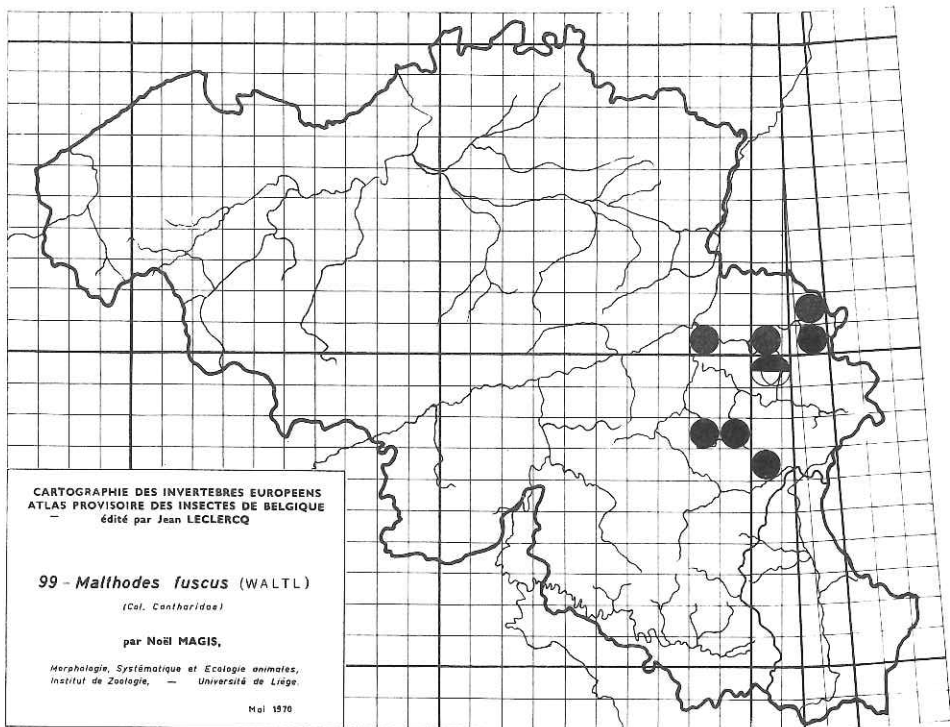 CARTOGRAPHIE DES INVERTEBRES EUROPEENS
ATLAS PROVISOIRE DES INSECTES DE BELGIQUE
édité par Jean LECLERCQ
99 - Malthodes fuscus (WALTL)
(Col. Cantharidae)
par Noël MAGIS,
Morphologie, Systématique et Ecologie animales,
Institut de Zoologie, — Université de Liége.
Mai 1970